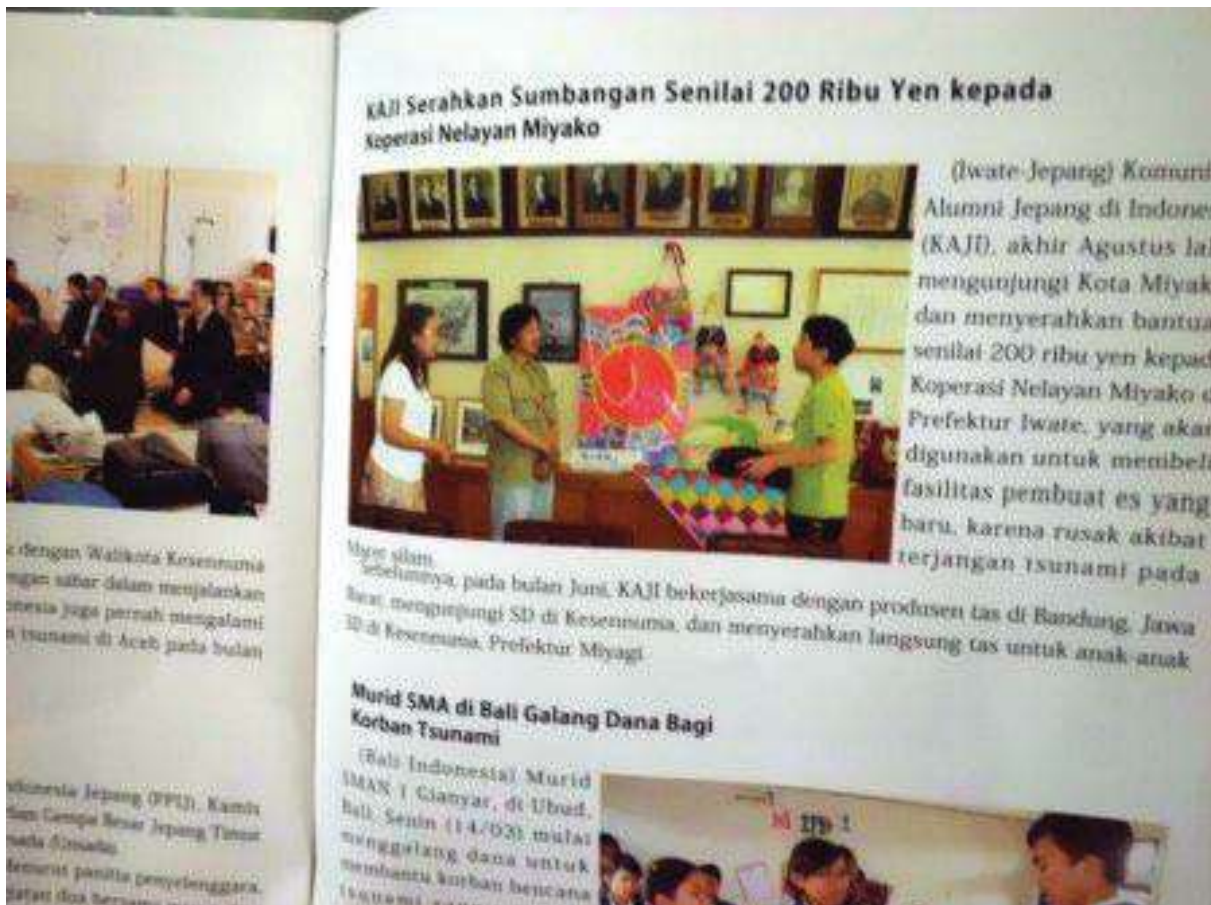 z dengan Walikota Kesennuma
ngan sabar dalam menjalankan
onesia juga pernah mengalami
n tsunami di Aceh pada bulan
ndonesia Jepang (PPIJ), Kamis
dan Gempa Besar Jepang Timur
Menurut panitia penyelenggara,
KAJI Serahkan Sumbangan Senilai 200 Ribu Yen kepada
Koperasi Nelayan Miyako
(Iwate-Jepang) Komuni
Alumni Jepang di Indones
(KAJI), akhir Agustus lal
mengunjungi Kota Miyak
dan menyerahkan bantua
senilai 200 ribu yen kepad
Koperasi Nelayan Miyako d
Prefektur Iwate, yang akan
digunakan untuk membeli
fasilitas pembuat es yang
baru, karena rusak akibat
terjangan tsunami pada
Maret silam.
Sebelumnya, pada bulan Juni, KAJI bekerjasama dengan produsen tas di Bandung, Jawa
Barat, mengunjungi SD di Kesennuma, dan menyerahkan langsung tas untuk anak-anak
SD di Kesennuma, Prefektur Miyagi.
Murid SMA di Bali Galang Dana Bagi
Korban Tsunami
(Bali Indonesia) Murid
SMAN 1 Gianyar, di Ubud,
Bali, Senin (14/03) mulai
menggalang dana untuk
membantu korban bencana
tsunami